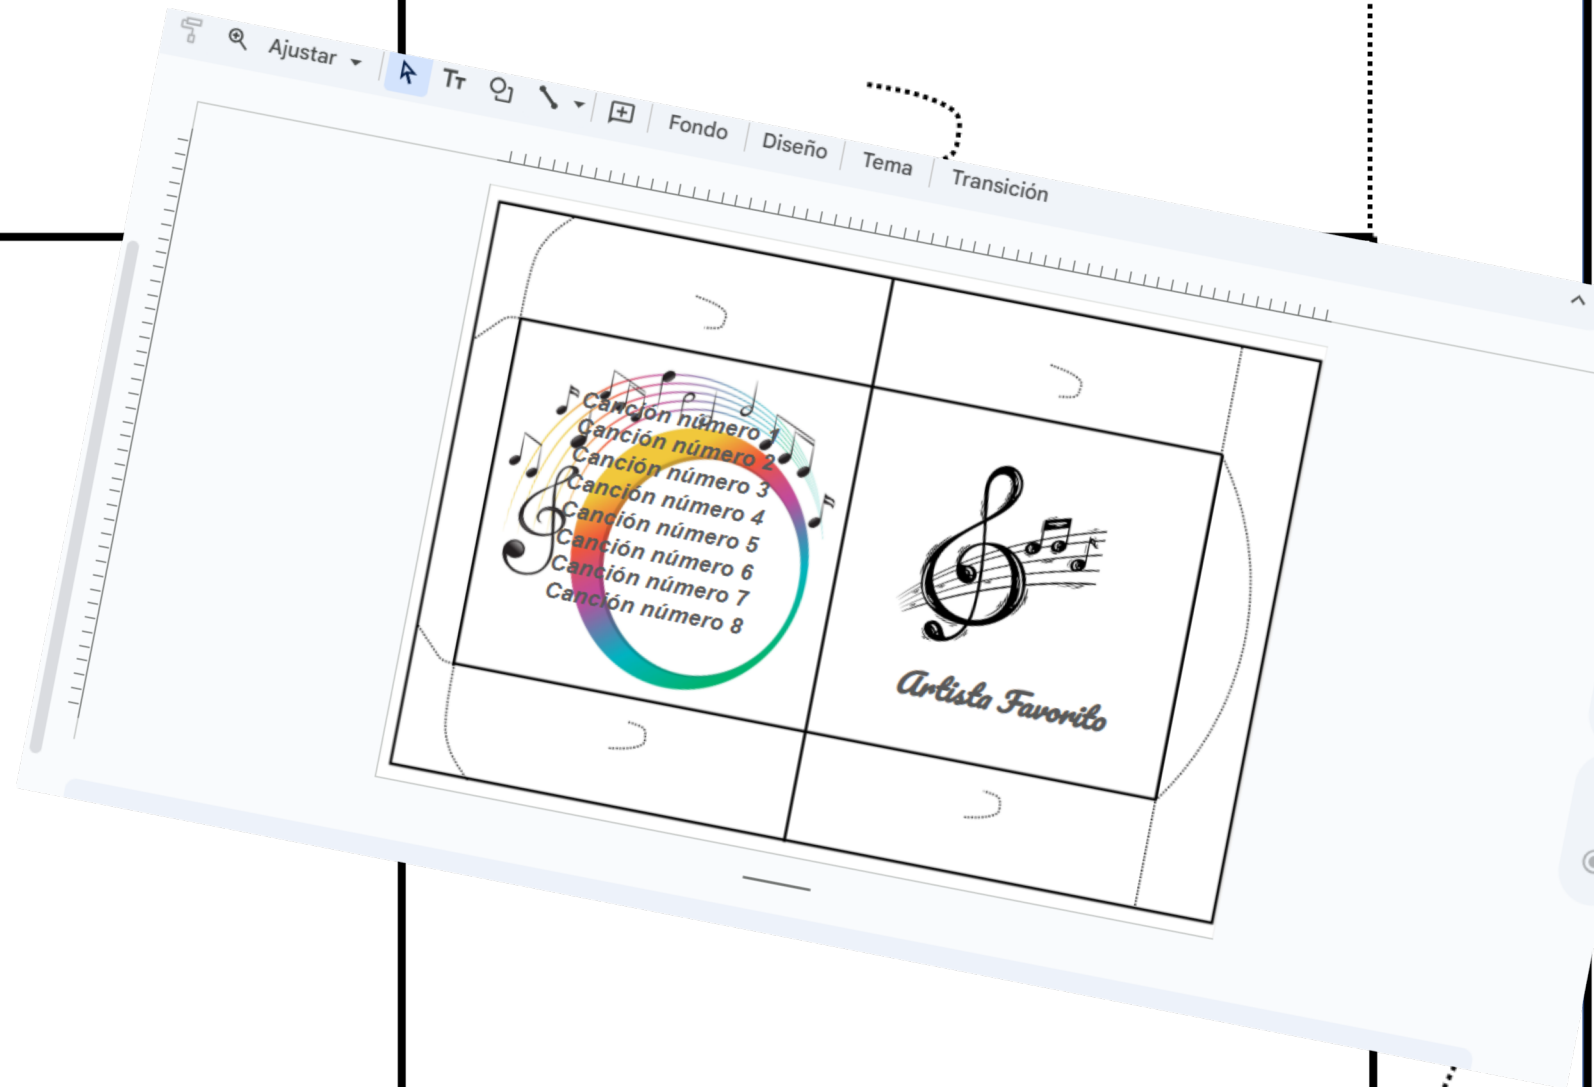 Ajustar
Fondo
Diseño
Tema
Transición
Canción número 1
Canción número 2
Canción número 3
Canción número 4
Canción número 5
Canción número 6
Canción número 7
Canción número 8
Artista Favorito